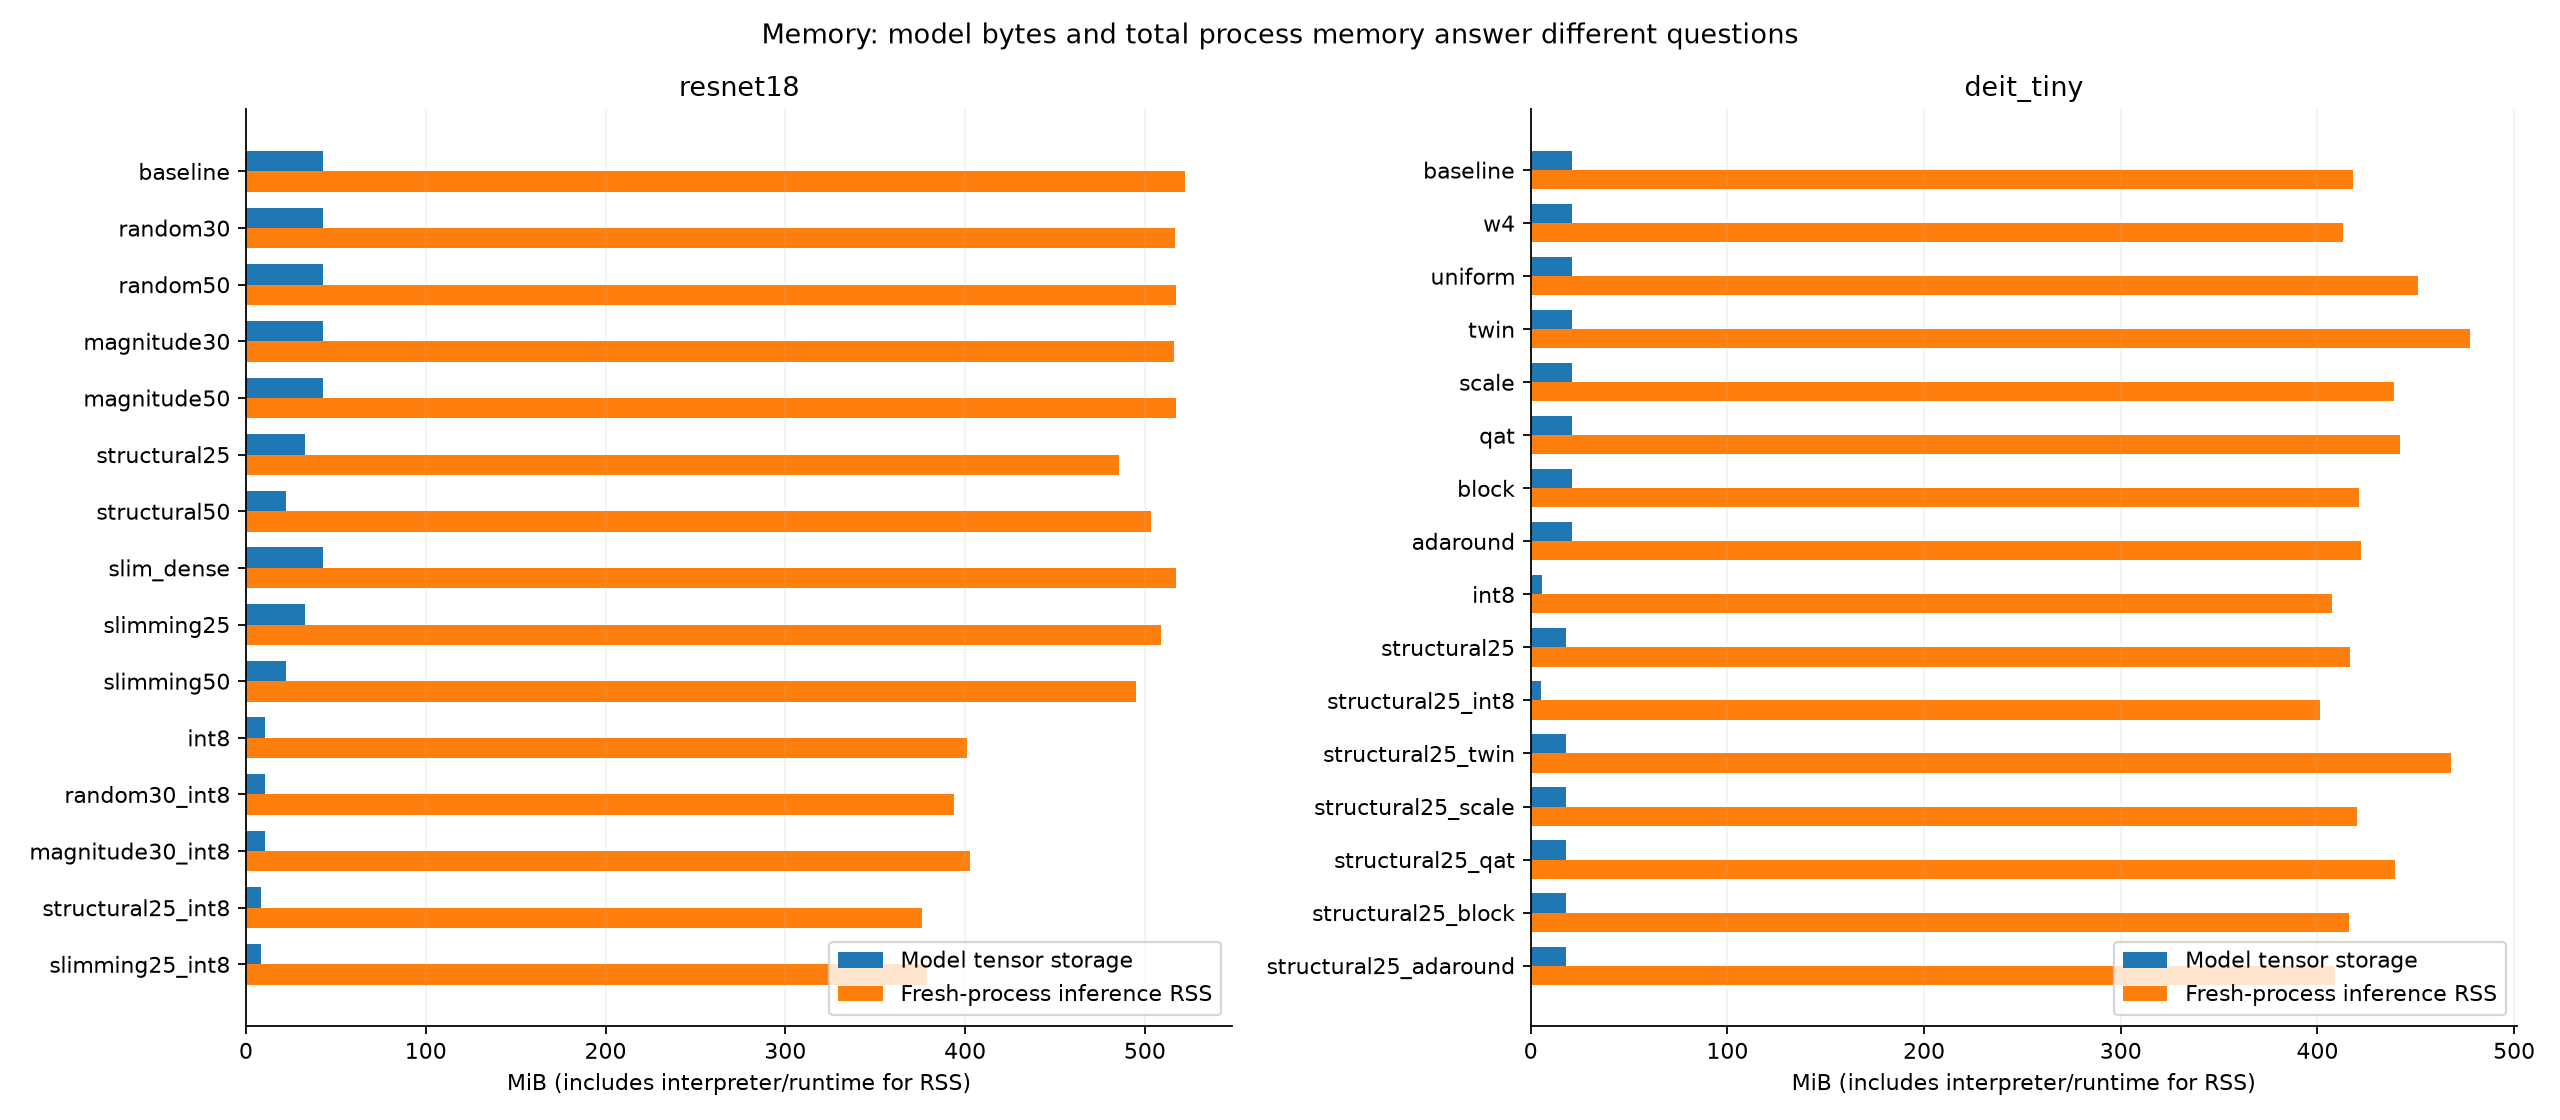 Memory: model bytes and total process memory answer different questions
resnet18
baseline
random30
random50
magnitude30
magnitude50
structural25
structural50
slim_dense
slimming25
slimming50
int8
random30_int8
magnitude30_int8
structural25_int8
slimming25_int8
Model tensor storage
Fresh-process inference RSS
0 100 200 300 400 500
MiB (includes interpreter/runtime for RSS)
deit_tiny
baseline
w4
uniform
twin
scale
qat
block
adaround
int8
structural25
structural25_int8
structural25_twin
structural25_scale
structural25_qat
structural25_block
structural25_adaround
Model tensor storage
Fresh-process inference RSS
0 100 200 300 400 500
MiB (includes interpreter/runtime for RSS)